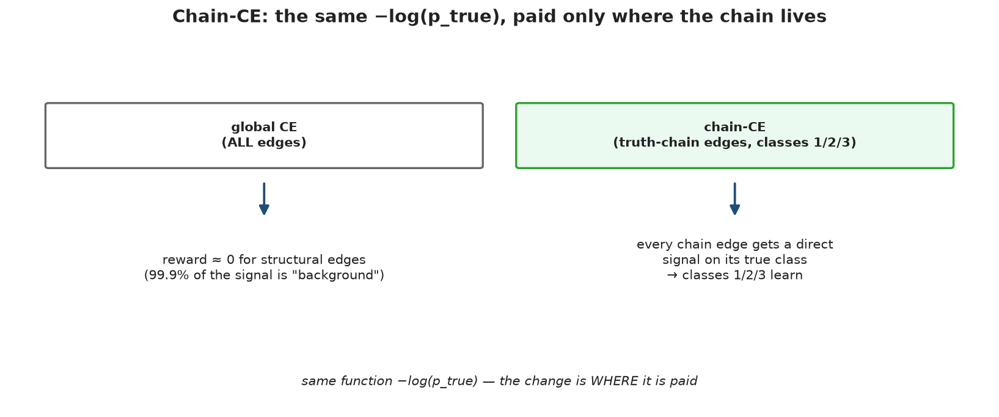 Chain-CE: the same −log(p_true), paid only where the chain lives
global CE
(ALL edges)
chain-CE
(truth-chain edges, classes 1/2/3)
reward ≈ 0 for structural edges
(99.9% of the signal is "background")
every chain edge gets a direct
signal on its true class
→ classes 1/2/3 learn
same function −log(p_true) — the change is WHERE it is paid